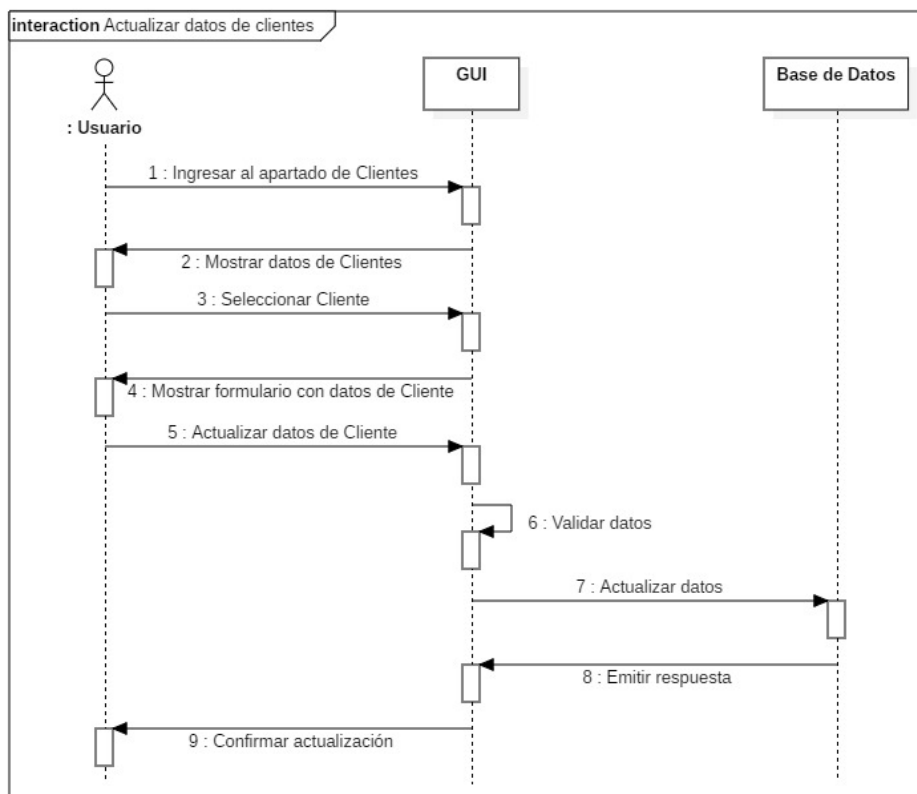 interaction Actualizar datos de clientes
GUI
Base de Datos
: Usuario
1 : Ingresar al apartado de Clientes
2 : Mostrar datos de Clientes
3 : Seleccionar Cliente
4 : Mostrar formulario con datos de Cliente
5 : Actualizar datos de Cliente
6 : Validar datos
7 : Actualizar datos
8 : Emitir respuesta
9 : Confirmar actualización